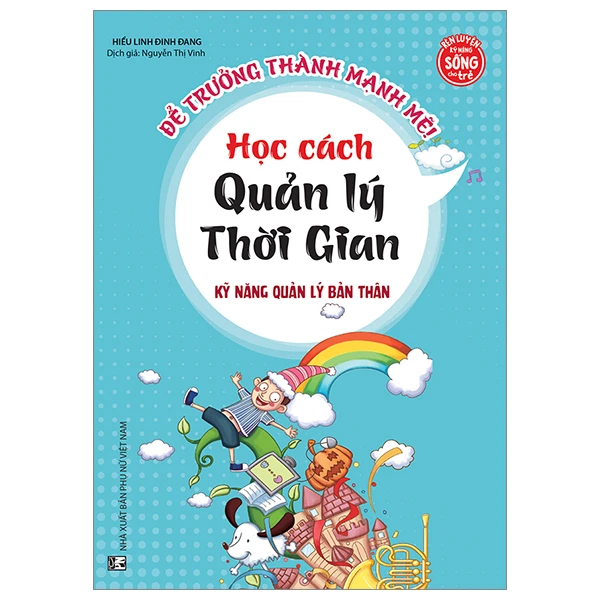 HIẾU LINH ĐINH ĐANG
Dịch giả: Nguyễn Thị Vinh
RÈN LUYỆN
KỸ NĂNG
SỐNG
cho
trẻ
ĐỂ TRƯỞNG THÀNH MẠNH MẼ!
Học cách
Quản lý
Thời Gian
KỸ NĂNG QUẢN LÝ BẢN THÂN
NHÀ XUẤT BẢN PHỤ NỮ VIỆT NAM